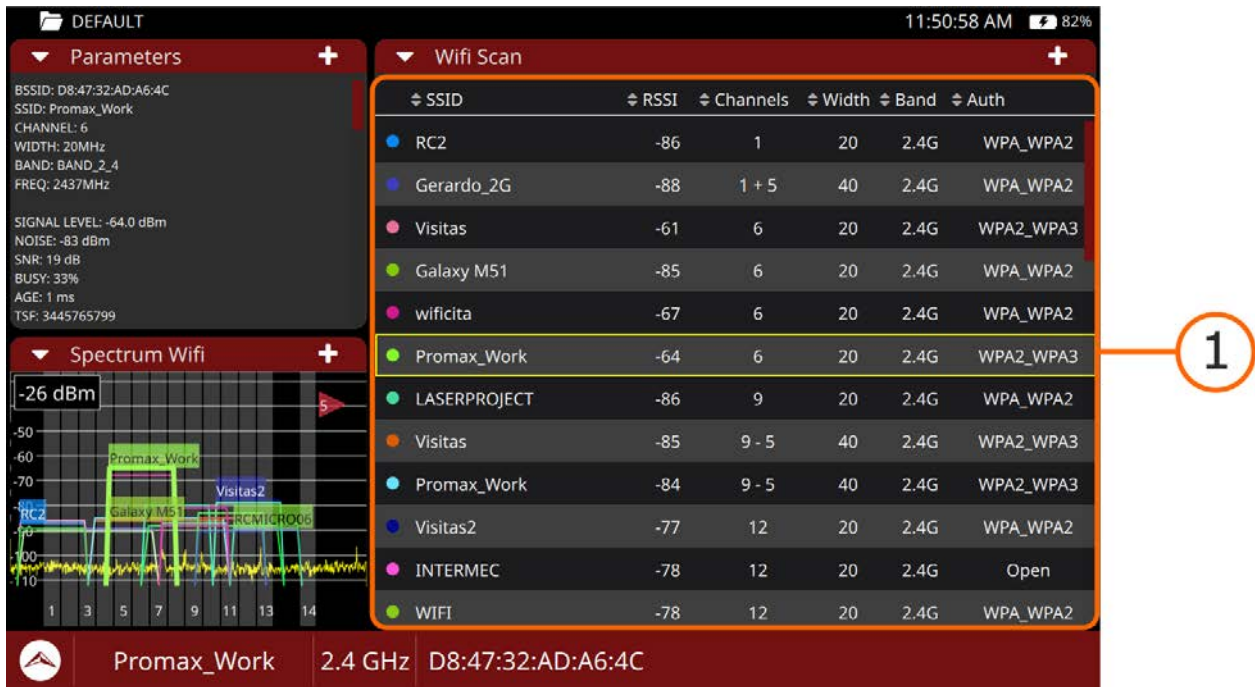 DEFAULT
11:50:58 AM 82%
Parameters
BSSID: D8:47:32:AD:A6:4C
SSID: Promax_Work
CHANNEL: 6
WIDTH: 20MHz
BAND: BAND_2_4
FREQ: 2437MHz
SIGNAL LEVEL: -64.0 dBm
NOISE: -83 dBm
SNR: 19 dB
BUSY: 33%
AGE: 1 ms
TSF: 3445765799
Spectrum Wifi
-26 dBm
5
-50
-60
Promax_Work
-70
Visitas2
RC2
Galaxy M51
RCMICRO06
-100
-110
1 3 5 7 9 11 13 14
Wifi Scan
SSID RSSI Channels Width Band Auth
RC2 -86 1 20 2.4G WPA_WPA2
Gerardo_2G -88 1 + 5 40 2.4G WPA_WPA2
Visitas -61 6 20 2.4G WPA2_WPA3
Galaxy M51 -85 6 20 2.4G WPA_WPA2
wificita -67 6 20 2.4G WPA_WPA2
Promax_Work -64 6 20 2.4G WPA2_WPA3
LASERPROJECT -86 9 20 2.4G WPA_WPA2
Visitas -85 9 - 5 40 2.4G WPA2_WPA3
Promax_Work -84 9 - 5 40 2.4G WPA2_WPA3
Visitas2 -77 12 20 2.4G WPA_WPA2
INTERMEC -78 12 20 2.4G Open
WIFI -78 12 20 2.4G WPA_WPA2
1
Promax_Work 2.4 GHz D8:47:32:AD:A6:4C